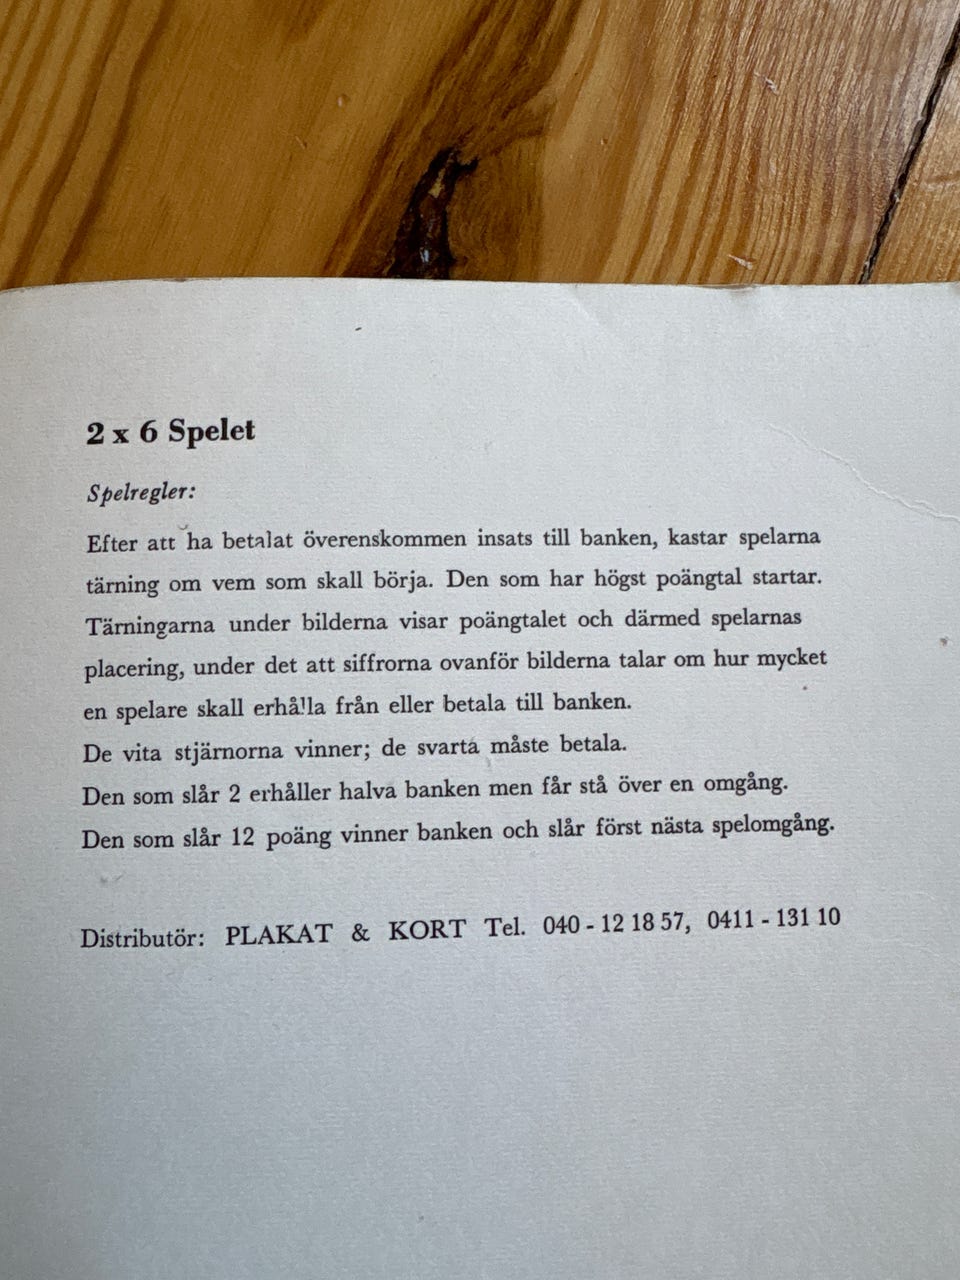 2 x 6 Spelet
Spelregler:
Efter att ha betalat överenskommen insats till banken, kastar spelarna
tärning om vem som skall börja. Den som har högst poängtal startar.
Tärningarna under bilderna visar poängtalet och därmed spelarnas
placering, under det att siffrorna ovanför bilderna talar om hur mycket
en spelare skall erhålla från eller betala till banken.
De vita stjärnorna vinner; de svarta måste betala.
Den som slår 2 erhåller halva banken men får stå över en omgång.
Den som slår 12 poäng vinner banken och slår först nästa spelomgång.
Distributör: PLAKAT & KORT Tel. 040 - 12 18 57, 0411 - 131 10